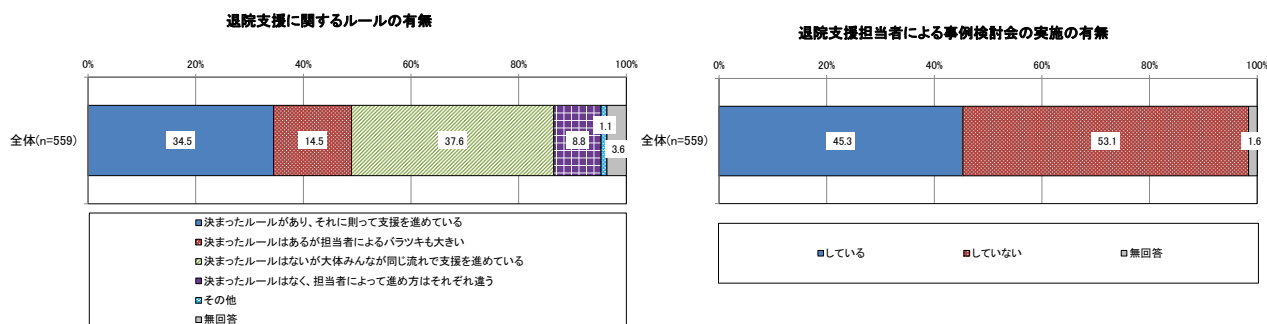 退院支援に関するルールの有無
0% 20% 40% 60% 80% 100%
全体(n=559)
34.5 14.5 37.6 8.8 1.1 3.6
■決まったルールがあり、それに則って支援を進めている
■決まったルールはあるが担当者によるバラツキも大きい
■決まったルールはないが大体みんなが同じ流れで支援を進めている
■決まったルールはなく、担当者によって進め方はそれぞれ違う
■その他
■無回答
退院支援担当者による事例検討会の実施の有無
0% 20% 40% 60% 80% 100%
全体(n=559)
45.3 53.1 1.6
■している ■していない ■無回答